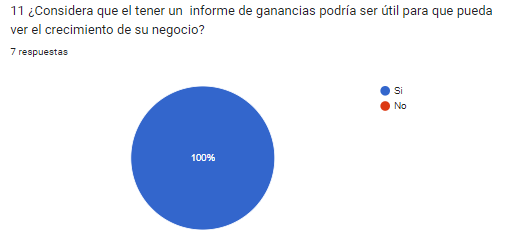 11 ¿Considera que el tener un  informe de ganancias podría ser útil para que pueda
ver el crecimiento de su negocio?
7 respuestas
Si
No
100%